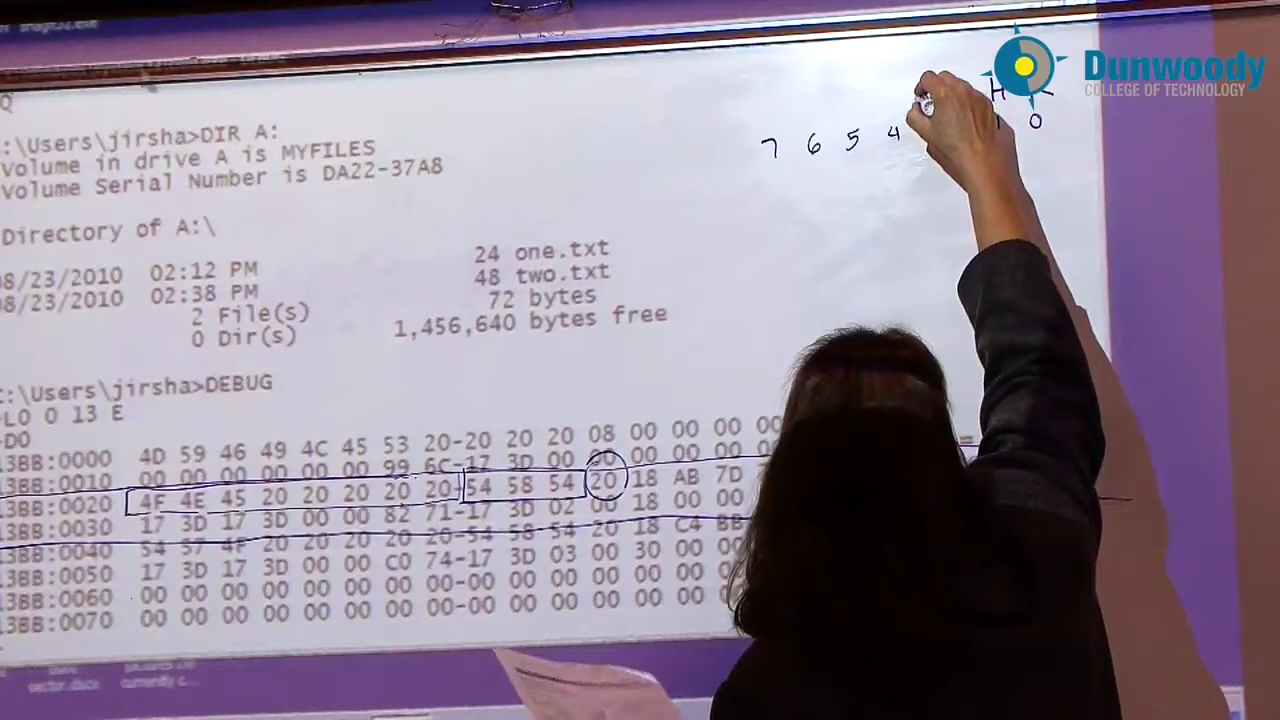 Q
:\Users\jirsha>DIR A:
Volume in drive A is MYFILES
Volume Serial Number is DA22-37A8
Directory of A:\
08/23/2010 02:12 PM 24 one.txt
08/23/2010 02:38 PM 48 two.txt
2 File(s) 72 bytes
0 Dir(s) 1,456,640 bytes free
C:\Users\jirsha>DEBUG
-L0 0 13 E
-D0
13BB:0000 4D 59 46 49 4C 45 53 20-20 20 20 08 00 00 00 00
13BB:0010 00 00 00 00 00 00 99 6C-17 3D 00 00 00 00 00 00
13BB:0020 4F 4E 45 20 20 20 20 20-54 58 54 20 18 AB 7D
13BB:0030 17 3D 17 3D 00 00 82 71-17 3D 02 00 18 00 00
13BB:0040 54 57 4F 20 20 20 20 20-54 58 54 20 18 C4 BB
13BB:0050 17 3D 17 3D 00 00 C0 74-17 3D 03 00 30 00 00
13BB:0060 00 00 00 00 00 00 00 00-00 00 00 00 00 00 00
13BB:0070 00 00 00 00 00 00 00 00-00 00 00 00 00 00
H R
7 6 5 4 1 0
Dunwoody
COLLEGE OF TECHNOLOGY